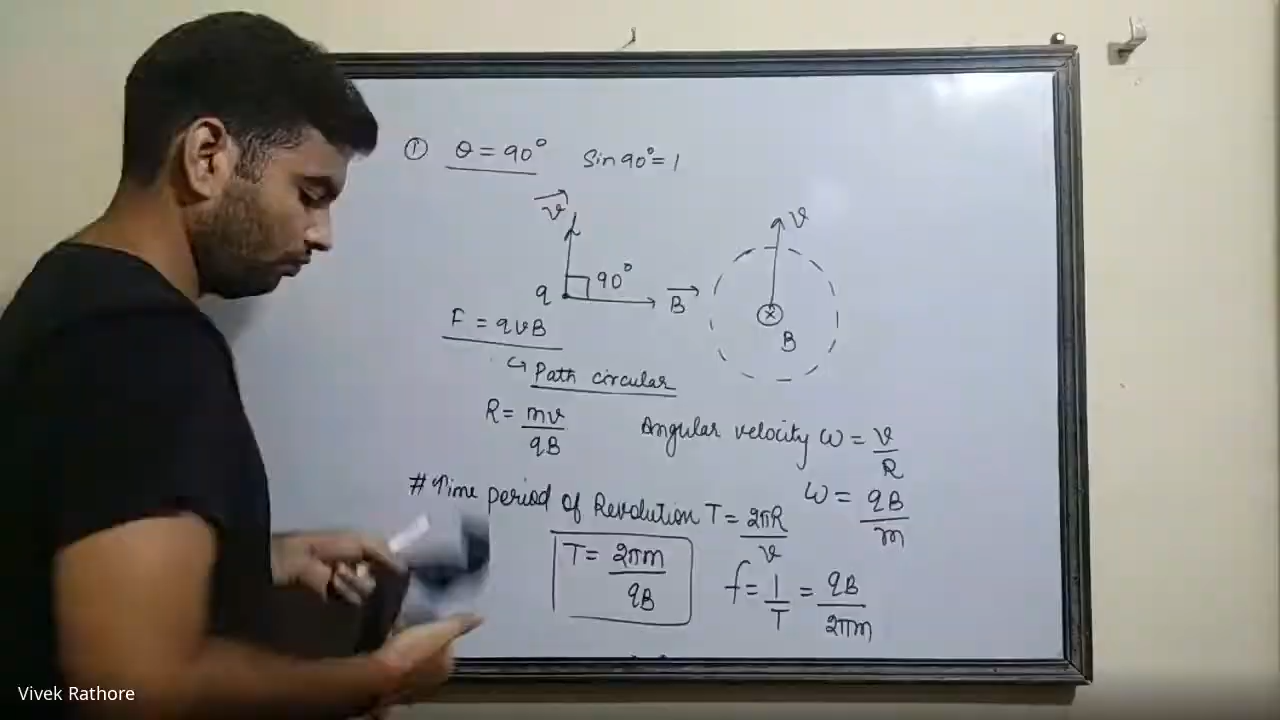 ① θ = 90° Sin 90° = 1
v⃗
v
90°
q
B⃗
F = qvB
B
↳ Path circular
R = mv/qB
Angular velocity ω = v/R
# Time period of Revolution T = 2πR/v
ω = qB/m
T = 2πm/qB
f = 1/T = qB/2πm
Vivek Rathore